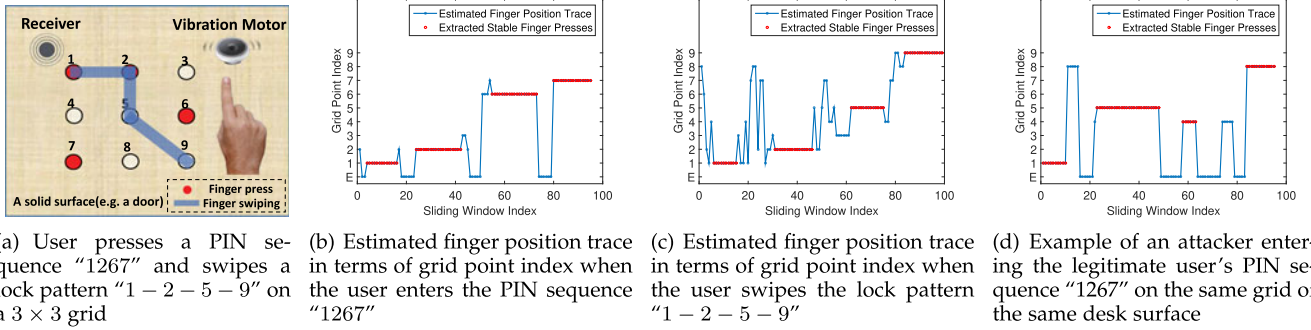 Receiver
Vibration Motor
1
2
3
4
5
6
7
8
9
A solid surface(e.g. a door)
Finger press
Finger swiping
Estimated Finger Position Trace
Extracted Stable Finger Presses
Grid Point Index
9
8
7
6
5
4
3
2
1
E
0 20 40 60 80 100
Sliding Window Index
Estimated Finger Position Trace
Extracted Stable Finger Presses
Grid Point Index
9
8
7
6
5
4
3
2
1
E
0 20 40 60 80 100
Sliding Window Index
Estimated Finger Position Trace
Extracted Stable Finger Presses
Grid Point Index
9
8
7
6
5
4
3
2
1
E
0 20 40 60 80 100
Sliding Window Index
(a) User presses a PIN se-
quence “1267” and swipes a
lock pattern “1 − 2 − 5 − 9” on
a 3 × 3 grid
(b) Estimated finger position trace
in terms of grid point index when
the user enters the PIN sequence
“1267”
(c) Estimated finger position trace
in terms of grid point index when
the user swipes the lock pattern
“1 − 2 − 5 − 9”
(d) Example of an attacker enter-
ing the legitimate user’s PIN se-
quence “1267” on the same grid on
the same desk surface